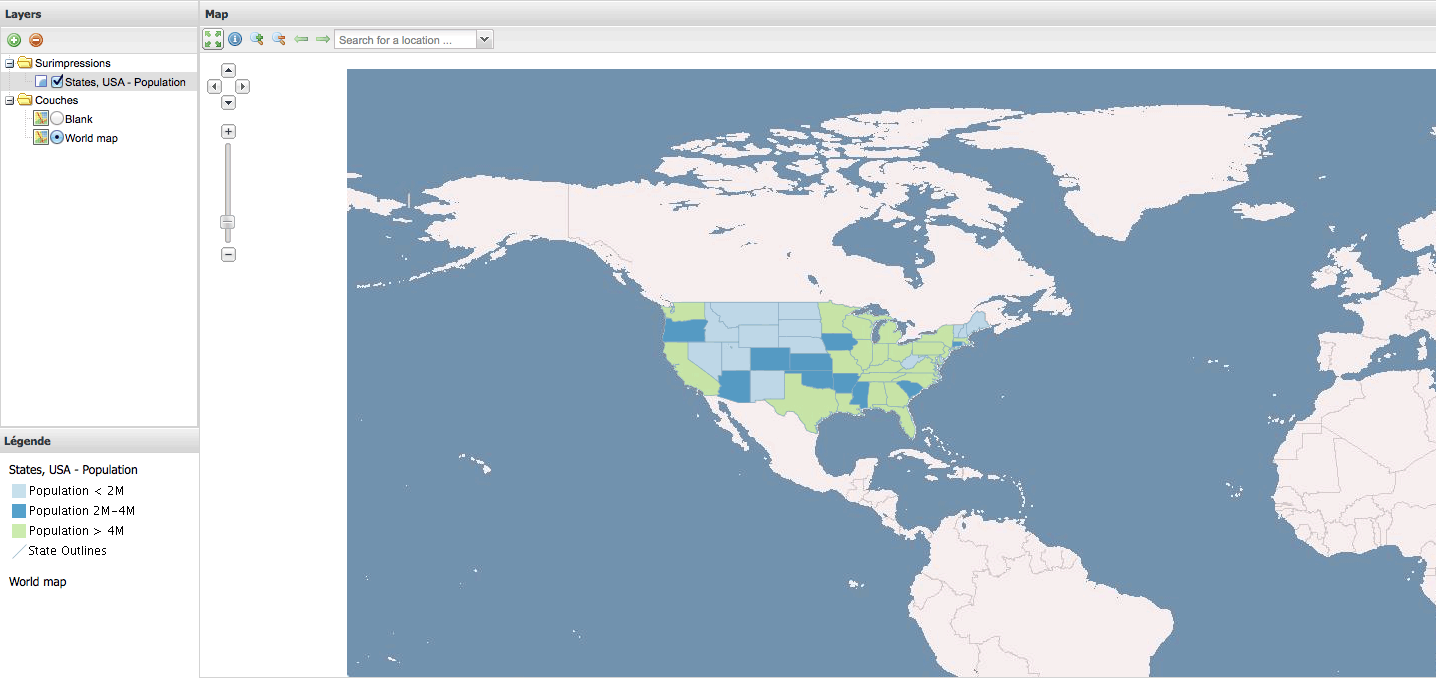 Layers
Map
Search for a location ...
Surimpressions
States, USA - Population
Couches
Blank
World map
Légende
States, USA - Population
Population < 2M
Population 2M-4M
Population > 4M
State Outlines
World map